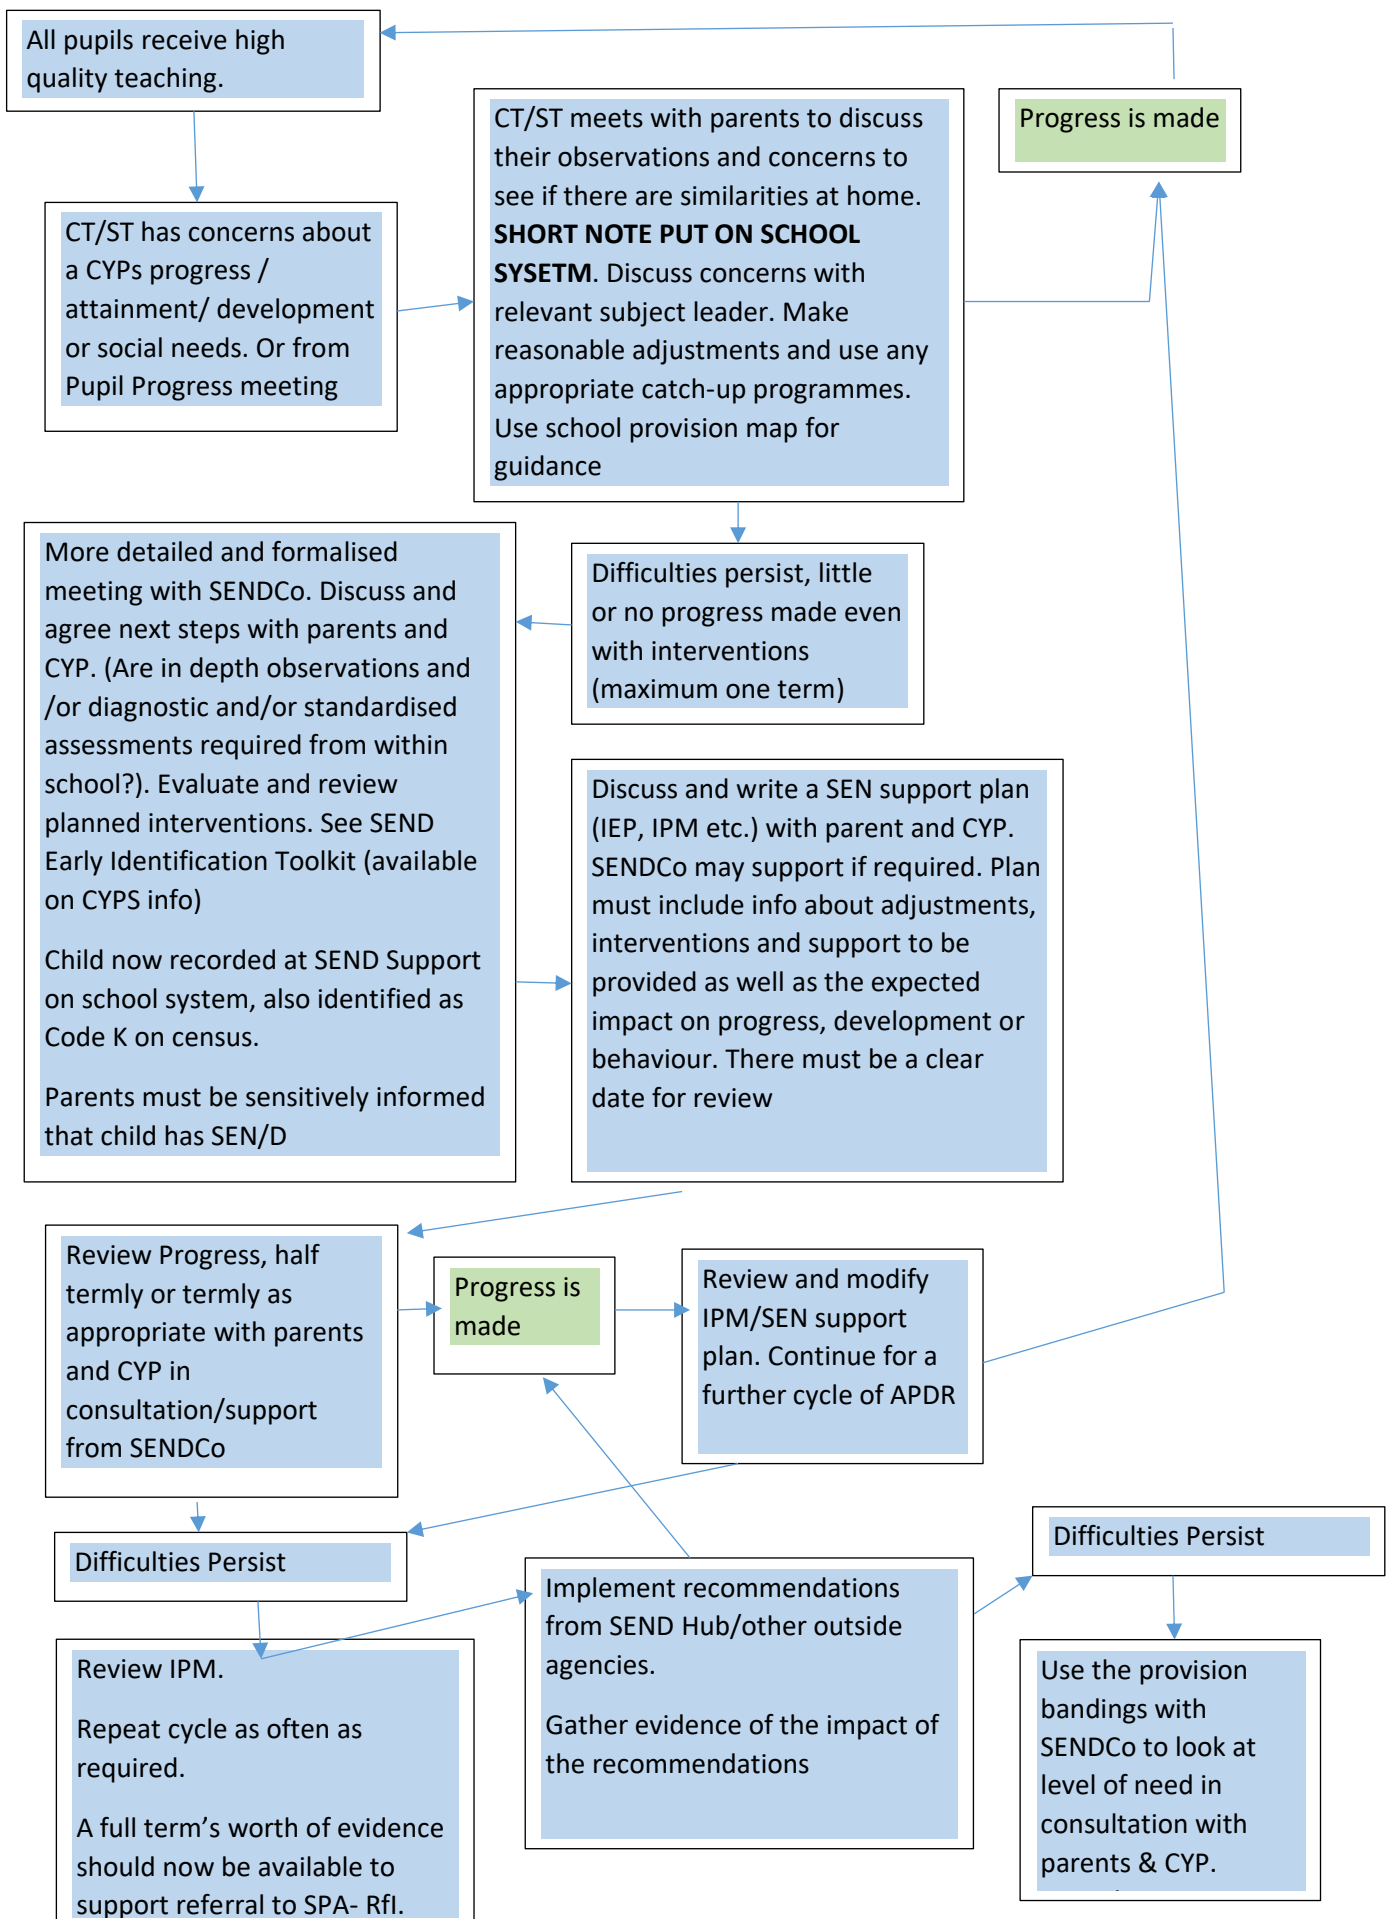 All pupils receive high
quality teaching.
CT/ST has concerns about
a CYPs progress /
attainment/ development
or social needs. Or from
Pupil Progress meeting
CT/ST meets with parents to discuss
their observations and concerns to
see if there are similarities at home.
SHORT NOTE PUT ON SCHOOL
SYSETM. Discuss concerns with
relevant subject leader. Make
reasonable adjustments and use any
appropriate catch-up programmes.
Use school provision map for
guidance
Progress is made
Difficulties persist, little
or no progress made even
with interventions
(maximum one term)
More detailed and formalised
meeting with SENDCo. Discuss and
agree next steps with parents and
CYP. (Are in depth observations and
/or diagnostic and/or standardised
assessments required from within
school?). Evaluate and review
planned interventions. See SEND
Early Identification Toolkit (available
on CYPS info)
Child now recorded at SEND Support
on school system, also identified as
Code K on census.
Parents must be sensitively informed
that child has SEN/D
Discuss and write a SEN support plan
(IEP, IPM etc.) with parent and CYP.
SENDCo may support if required. Plan
must include info about adjustments,
interventions and support to be
provided as well as the expected
impact on progress, development or
behaviour. There must be a clear
date for review
Review Progress, half
termly or termly as
appropriate with parents
and CYP in
consultation/support
from SENDCo
Progress is
made
Review and modify
IPM/SEN support
plan. Continue for a
further cycle of APDR
Difficulties Persist
Review IPM.
Repeat cycle as often as
required.
A full term’s worth of evidence
should now be available to
support referral to SPA- RfI.
Implement recommendations
from SEND Hub/other outside
agencies.
Gather evidence of the impact of
the recommendations
Difficulties Persist
Use the provision
bandings with
SENDCo to look at
level of need in
consultation with
parents & CYP.